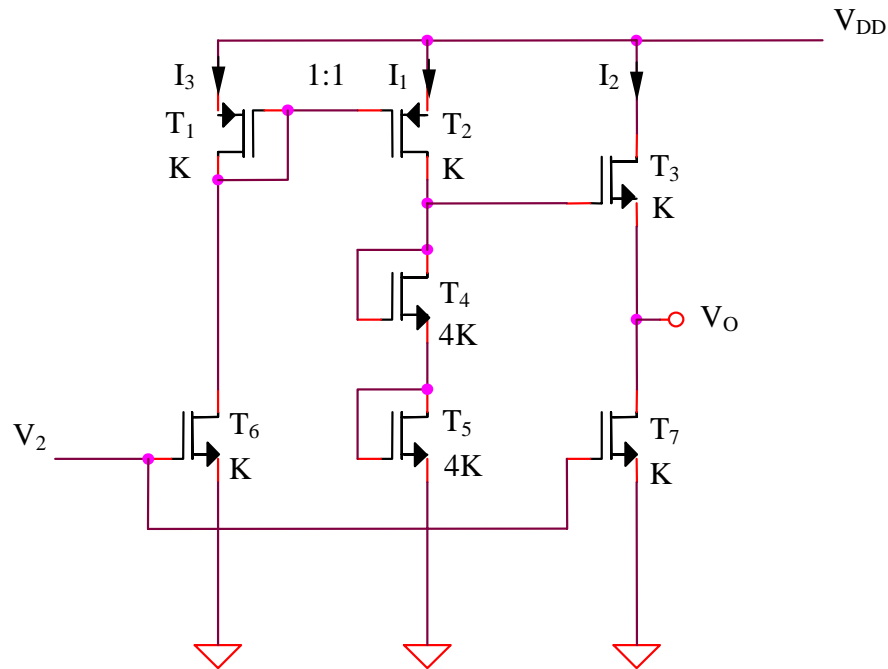 V_DD
I_3 1:1 I_1 I_2
T_1 T_2 T_3
K K K
T_4
4K
V_O
V_2 T_6 T_5 T_7
K 4K K